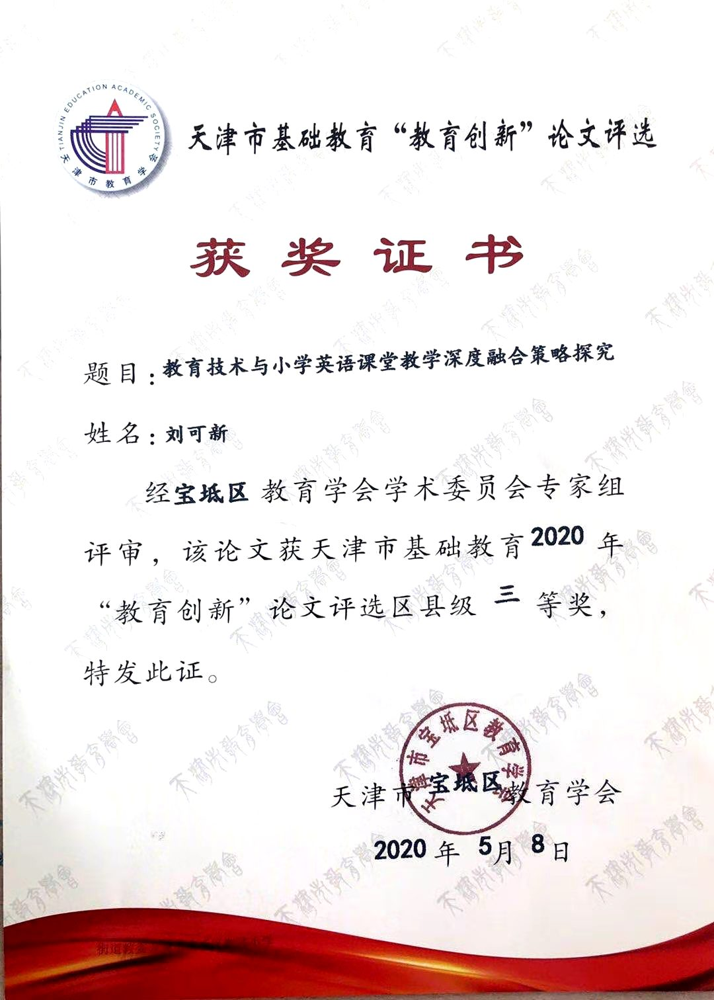 TIANJIN EDUCATION ACADEMIC SOCIETY
天津市教育学会
天津市基础教育“教育创新”论文评选
获奖证书
题目:教育技术与小学英语课堂教学深度融合策略探究
姓名:刘可新
经宝坻区 教育学会学术委员会专家组
评审，该论文获天津市基础教育2020 年
“教育创新”论文评选区县级 三 等奖，
特发此证。
天津市宝坻区教育学会
天津市 宝坻区 教育学会
2020 年 5月 8日